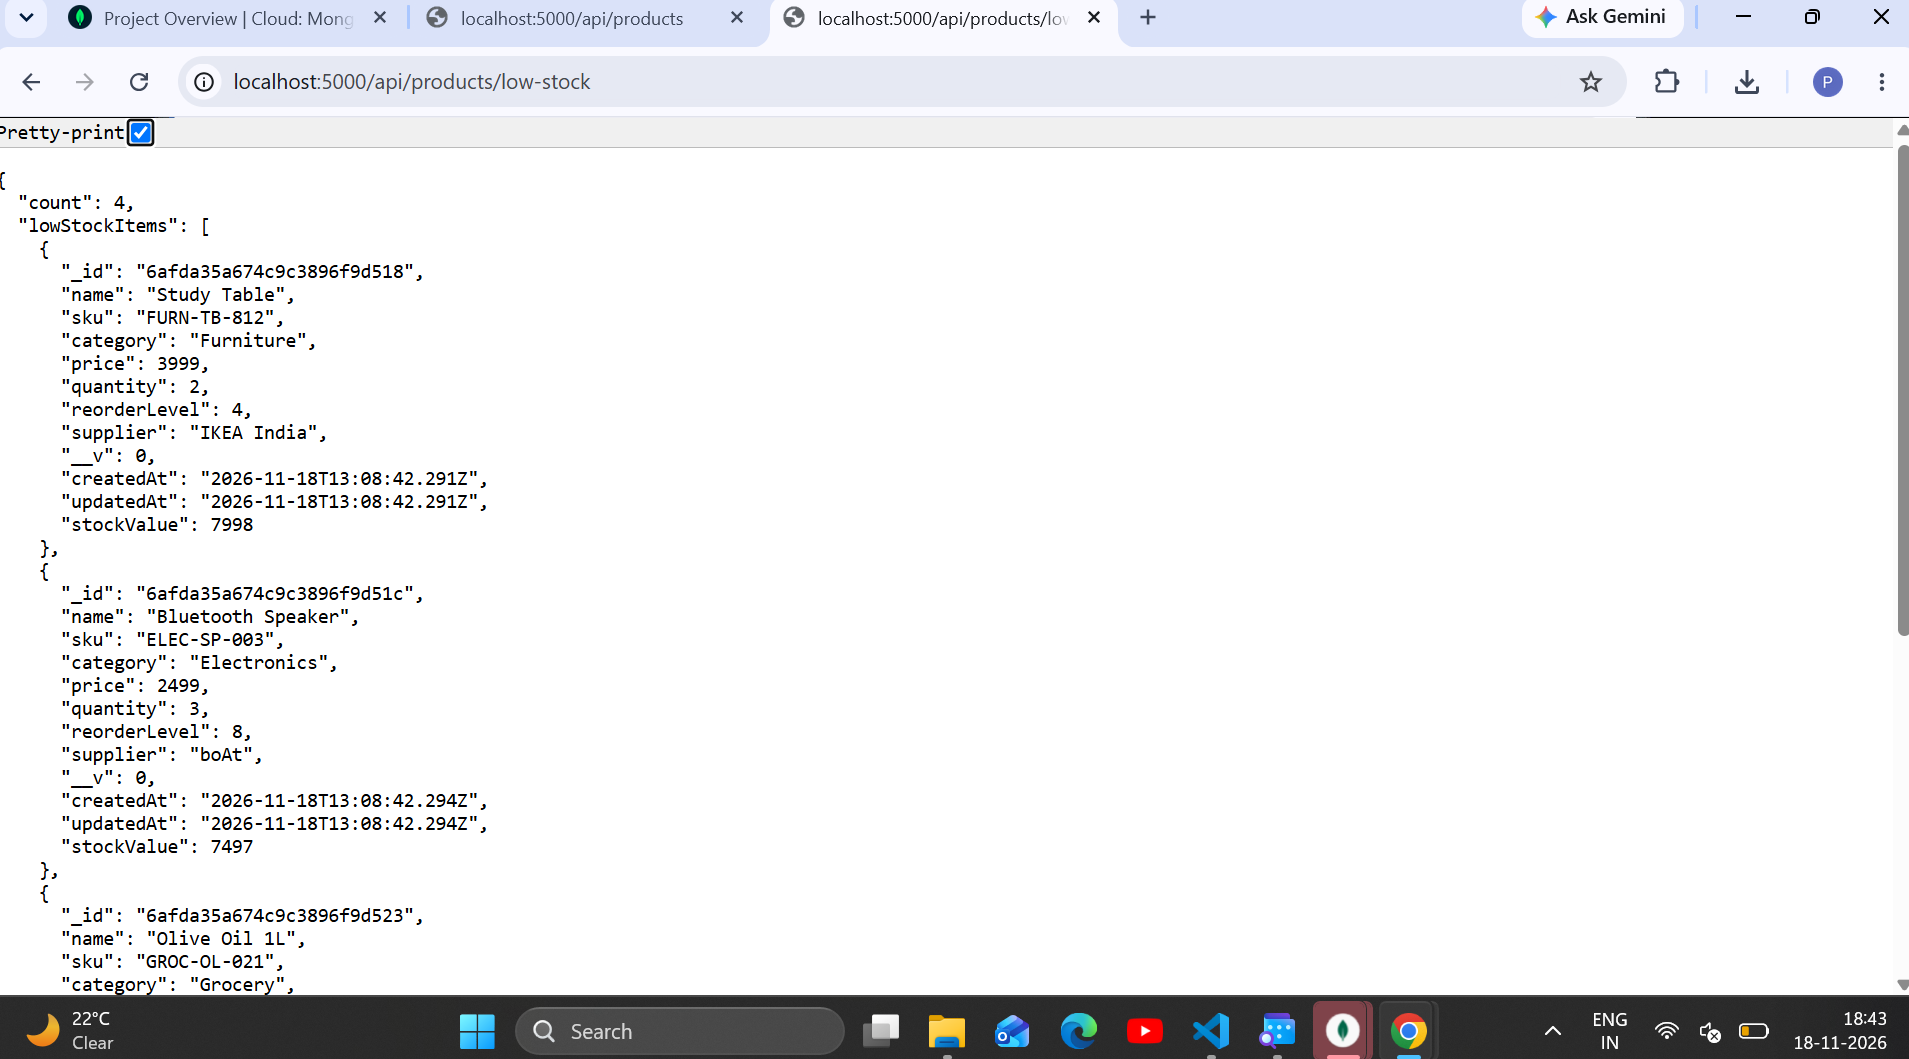 Project Overview | Cloud: Mong
localhost:5000/api/products
localhost:5000/api/products/lov
Ask Gemini
localhost:5000/api/products/low-stock
P
Pretty-print
{
"count": 4,
"lowStockItems": [
{
"_id": "6afda35a674c9c3896f9d518",
"name": "Study Table",
"sku": "FURN-TB-812",
"category": "Furniture",
"price": 3999,
"quantity": 2,
"reorderLevel": 4,
"supplier": "IKEA India",
"__v": 0,
"createdAt": "2026-11-18T13:08:42.291Z",
"updatedAt": "2026-11-18T13:08:42.291Z",
"stockValue": 7998
},
{
"_id": "6afda35a674c9c3896f9d51c",
"name": "Bluetooth Speaker",
"sku": "ELEC-SP-003",
"category": "Electronics",
"price": 2499,
"quantity": 3,
"reorderLevel": 8,
"supplier": "boAt",
"__v": 0,
"createdAt": "2026-11-18T13:08:42.294Z",
"updatedAt": "2026-11-18T13:08:42.294Z",
"stockValue": 7497
},
{
"_id": "6afda35a674c9c3896f9d523",
"name": "Olive Oil 1L",
"sku": "GROC-OL-021",
"category": "Grocery",
22°C
Clear
Search
ENG
IN
18:43
18-11-2026